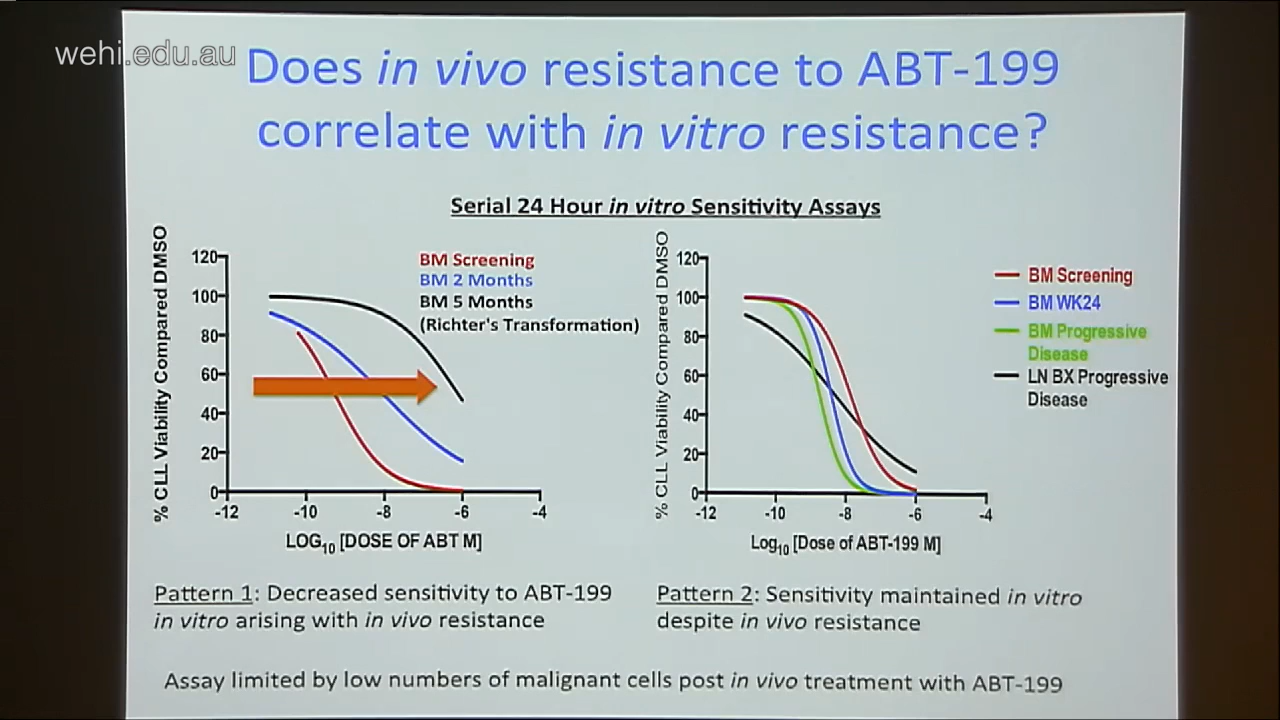 wehi.edu.au
Does in vivo resistance to ABT-199
correlate with in vitro resistance?
Serial 24 Hour in vitro Sensitivity Assays
% CLL Viability Compared DMSO
120
100
80
60
40
20
0
-12 -10 -8 -6 -4
LOG10 [DOSE OF ABT M]
BM Screening
BM 2 Months
BM 5 Months
(Richter's Transformation)
% CLL Viability Compared DMSO
120
100
80
60
40
20
0
-12 -10 -8 -6 -4
Log10 [Dose of ABT-199 M]
BM Screening
BM WK24
BM Progressive
Disease
LN BX Progressive
Disease
Pattern 1: Decreased sensitivity to ABT-199
in vitro arising with in vivo resistance
Pattern 2: Sensitivity maintained in vitro
despite in vivo resistance
Assay limited by low numbers of malignant cells post in vivo treatment with ABT-199